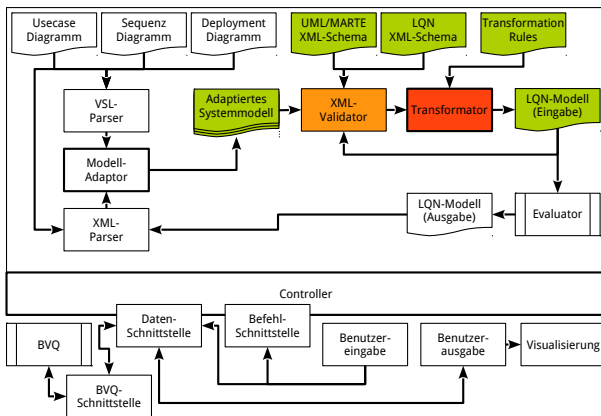 Usecase
Diagramm
Sequenz
Diagramm
Deployment
Diagramm
UML/MARTE
XML-Schema
LQN
XML-Schema
Transformation
Rules
VSL-
Parser
Adaptiertes
Systemmodell
XML-
Validator
Transformator
LQN-Modell
(Eingabe)
Modell-
Adaptor
XML-
Parser
LQN-Modell
(Ausgabe)
Evaluator
Controller
Daten-
Schnittstelle
Befehl-
Schnittstelle
BVQ
Benutzer-
eingabe
Benutzer-
ausgabe
Visualisierung
BVQ-
Schnittstelle